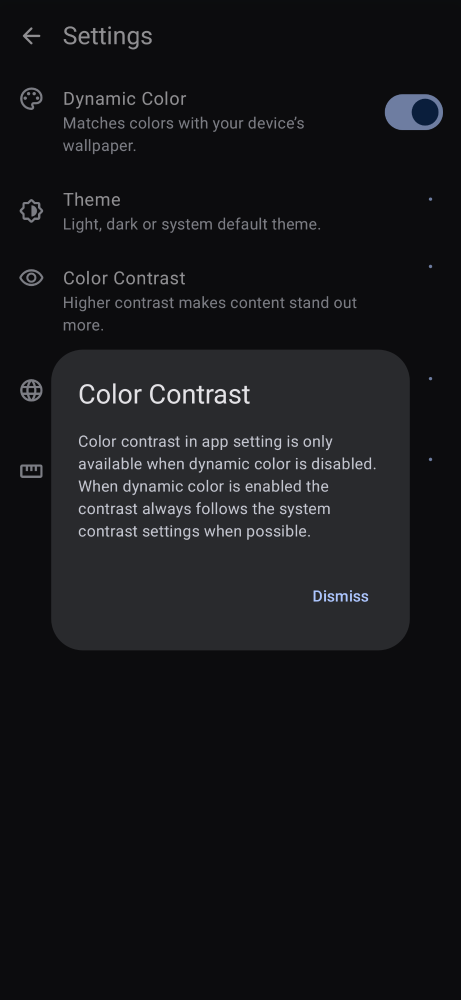 Settings
Dynamic Color
Matches colors with your device's
wallpaper.
Theme
Light, dark or system default theme.
Color Contrast
Higher contrast makes content stand out
more.
Color Contrast
Color contrast in app setting is only
available when dynamic color is disabled.
When dynamic color is enabled the
contrast always follows the system
contrast settings when possible.
Dismiss